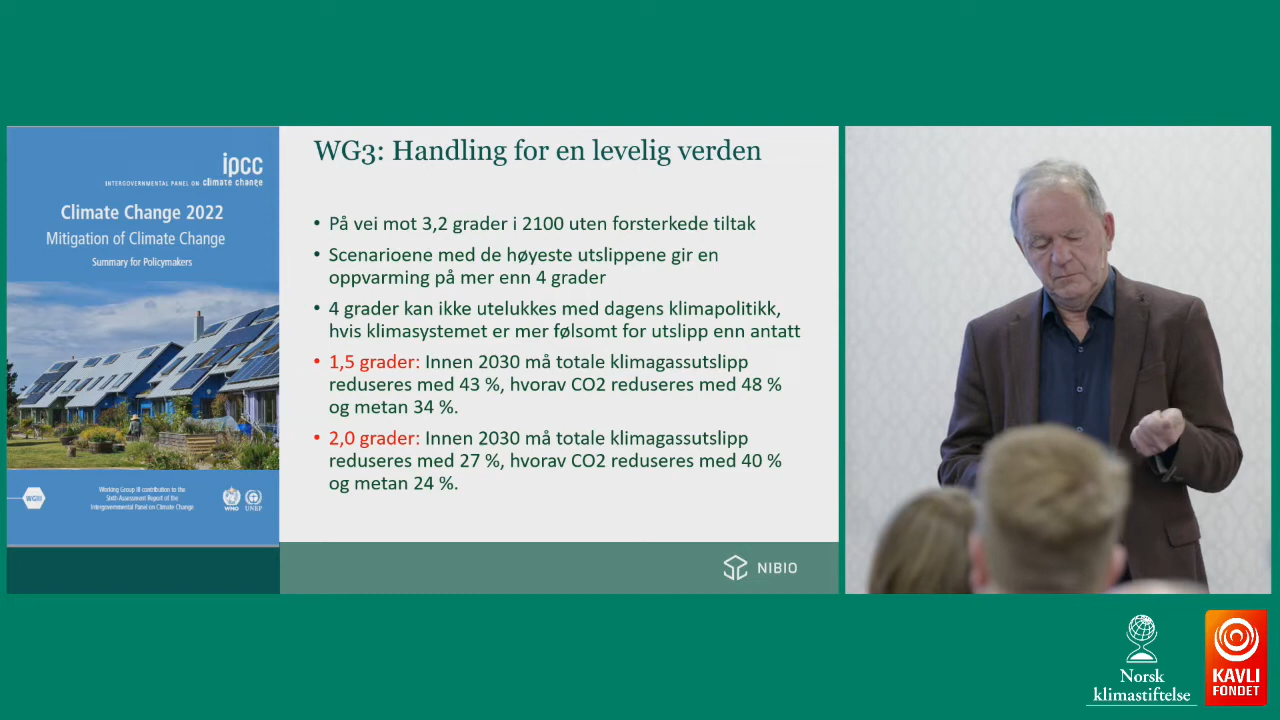 ipcc
INTERGOVERNMENTAL PANEL ON climate change
Climate Change 2022
Mitigation of Climate Change
Summary for Policymakers
WGIII
Working Group III contribution to the
Sixth Assessment Report of the
Intergovernmental Panel on Climate Change
WMO
UNEP
WG3: Handling for en levelig verden
• På vei mot 3,2 grader i 2100 uten forsterkede tiltak
• Scenarioene med de høyeste utslippene gir en
oppvarming på mer enn 4 grader
• 4 grader kan ikke utelukkes med dagens klimapolitikk,
hvis klimasystemet er mer følsomt for utslipp enn antatt
• 1,5 grader: Innen 2030 må totale klimagassutslipp
reduseres med 43 %, hvorav CO2 reduseres med 48 %
og metan 34 %.
• 2,0 grader: Innen 2030 må totale klimagassutslipp
reduseres med 27 %, hvorav CO2 reduseres med 40 %
og metan 24 %.
NIBIO
Norsk
klimastiftelse
KAVLI
FONDET